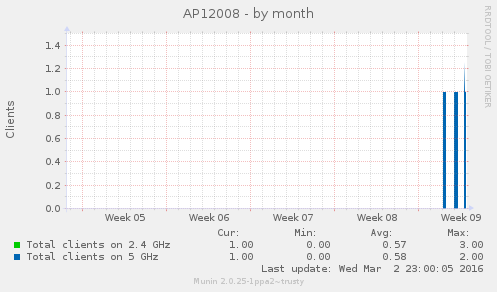 AP12008 - by month
RRDTOOL / TOBI OETIKER
Clients
1.4
1.2
1.0
0.8
0.6
0.4
0.2
0.0
Week 05 Week 06 Week 07 Week 08 Week 09
Cur: Min: Avg: Max:
Total clients on 2.4 GHz 1.00 0.00 0.57 3.00
Total clients on 5 GHz 1.00 0.00 0.58 2.00
Last update: Wed Mar 2 23:00:05 2016
Munin 2.0.25-1ppa2~trusty